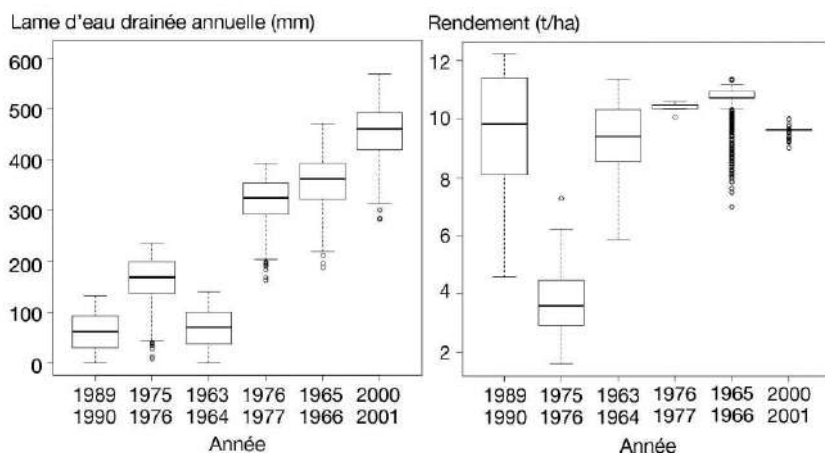 Lame d'eau drainée annuelle (mm)
600
500
400
300
200
100
0
1989 1975 1963 1976 1965 2000
1990 1976 1964 1977 1966 2001
Année
Rendement (t/ha)
12
10
8
6
4
2
1989 1975 1963 1976 1965 2000
1990 1976 1964 1977 1966 2001
Année